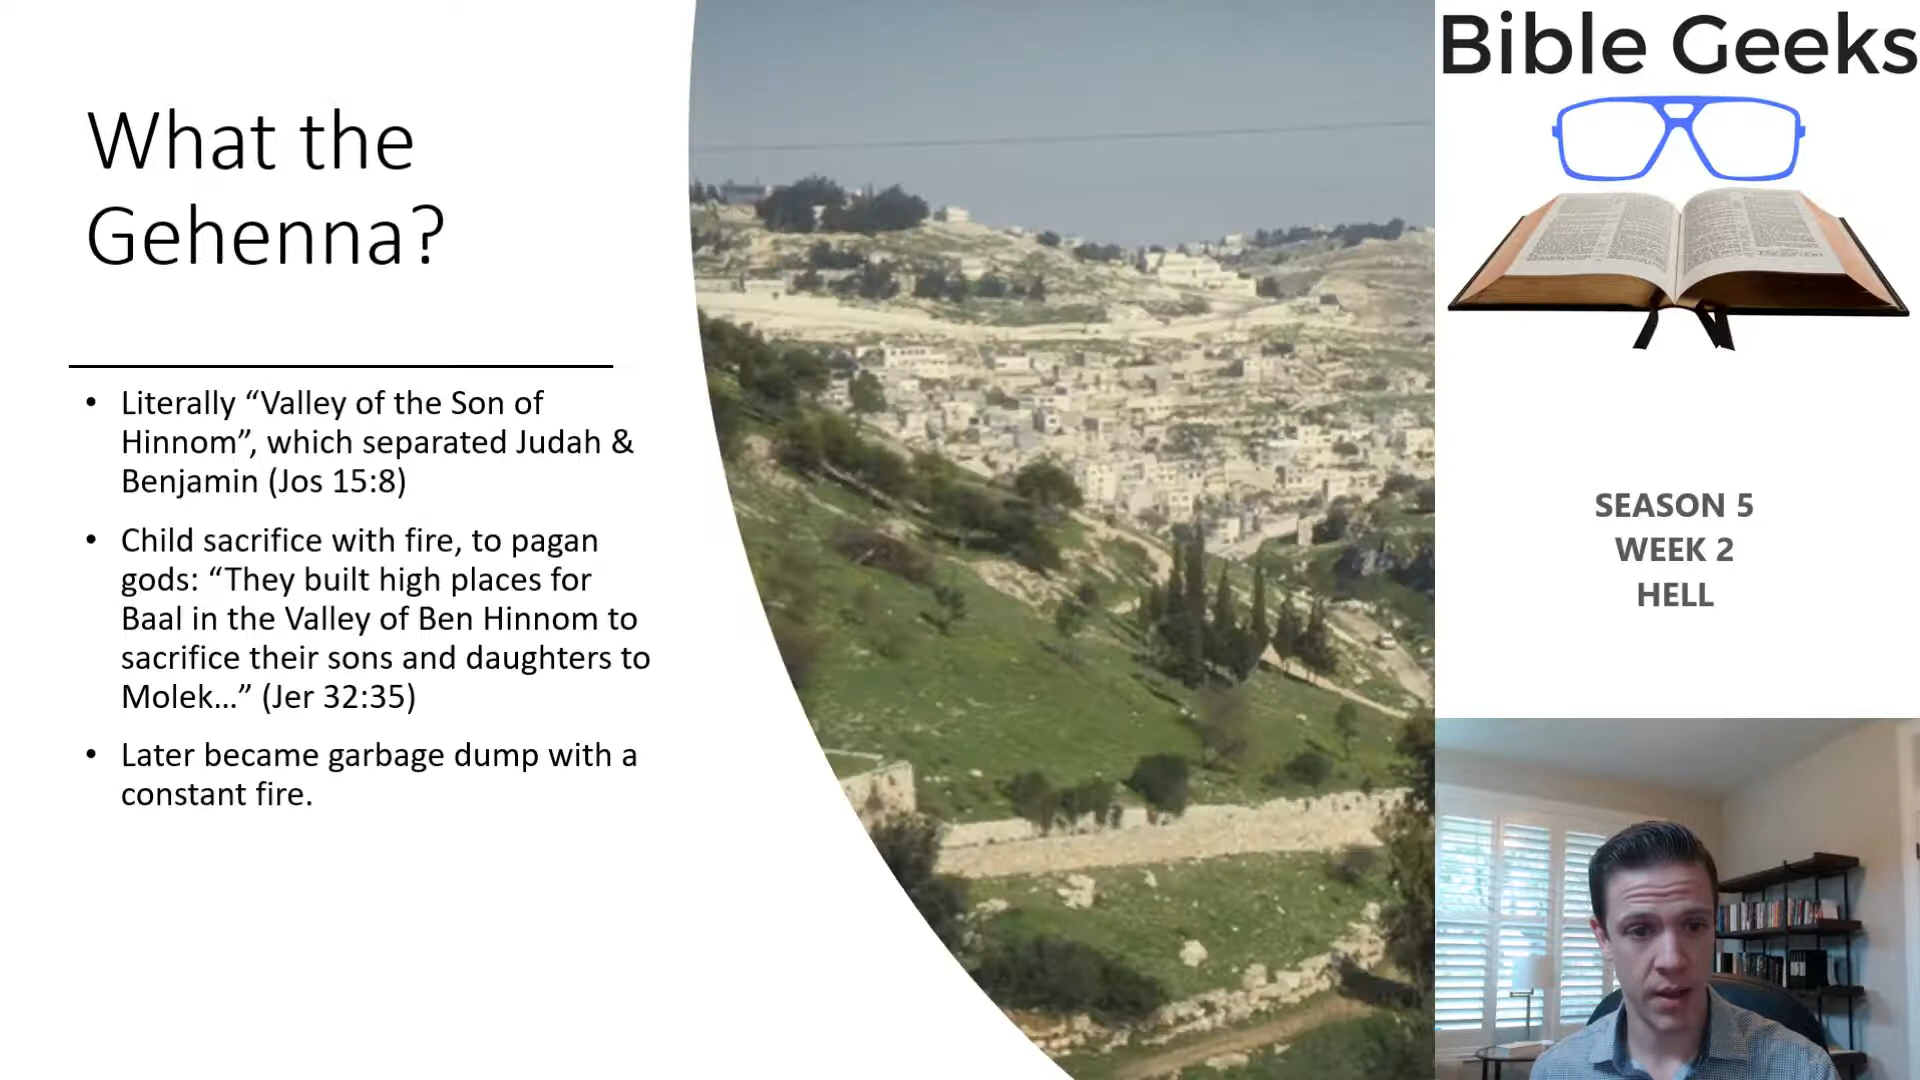 What the
Gehenna?
• Literally “Valley of the Son of
Hinnom”, which separated Judah &
Benjamin (Jos 15:8)
• Child sacrifice with fire, to pagan
gods: “They built high places for
Baal in the Valley of Ben Hinnom to
sacrifice their sons and daughters to
Molek…” (Jer 32:35)
• Later became garbage dump with a
constant fire.
Bible Geeks
SEASON 5
WEEK 2
HELL